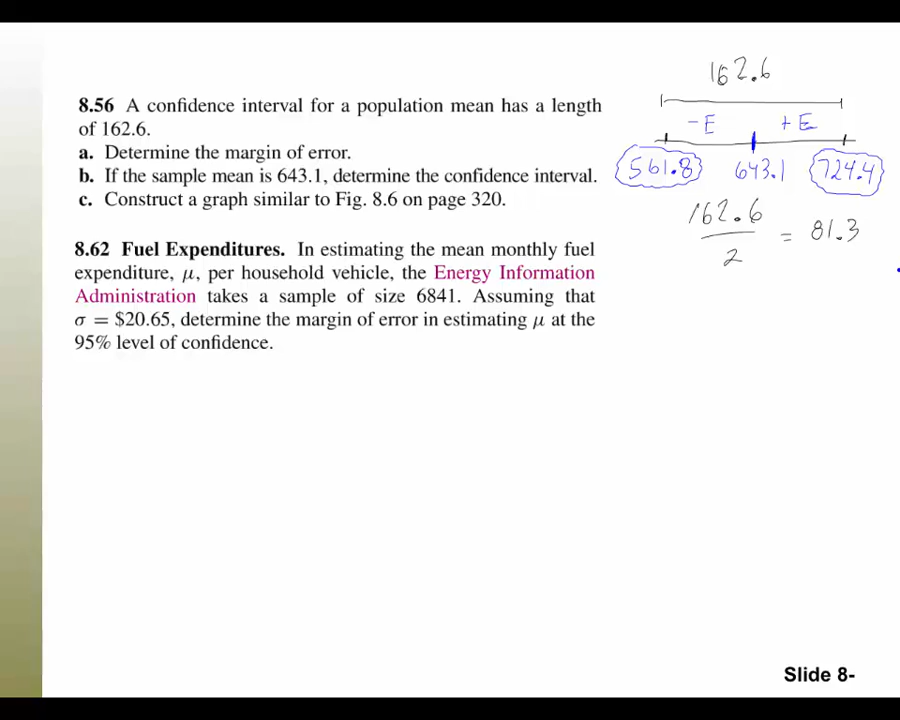 8.56 A confidence interval for a population mean has a length
of 162.6.
a. Determine the margin of error.
b. If the sample mean is 643.1, determine the confidence interval.
c. Construct a graph similar to Fig. 8.6 on page 320.
8.62 Fuel Expenditures. In estimating the mean monthly fuel
expenditure, μ, per household vehicle, the Energy Information
Administration takes a sample of size 6841. Assuming that
σ = $20.65, determine the margin of error in estimating μ at the
95% level of confidence.
162.6
-E +E
561.8 643.1 724.4
162.6
= 81.3
2
Slide 8-